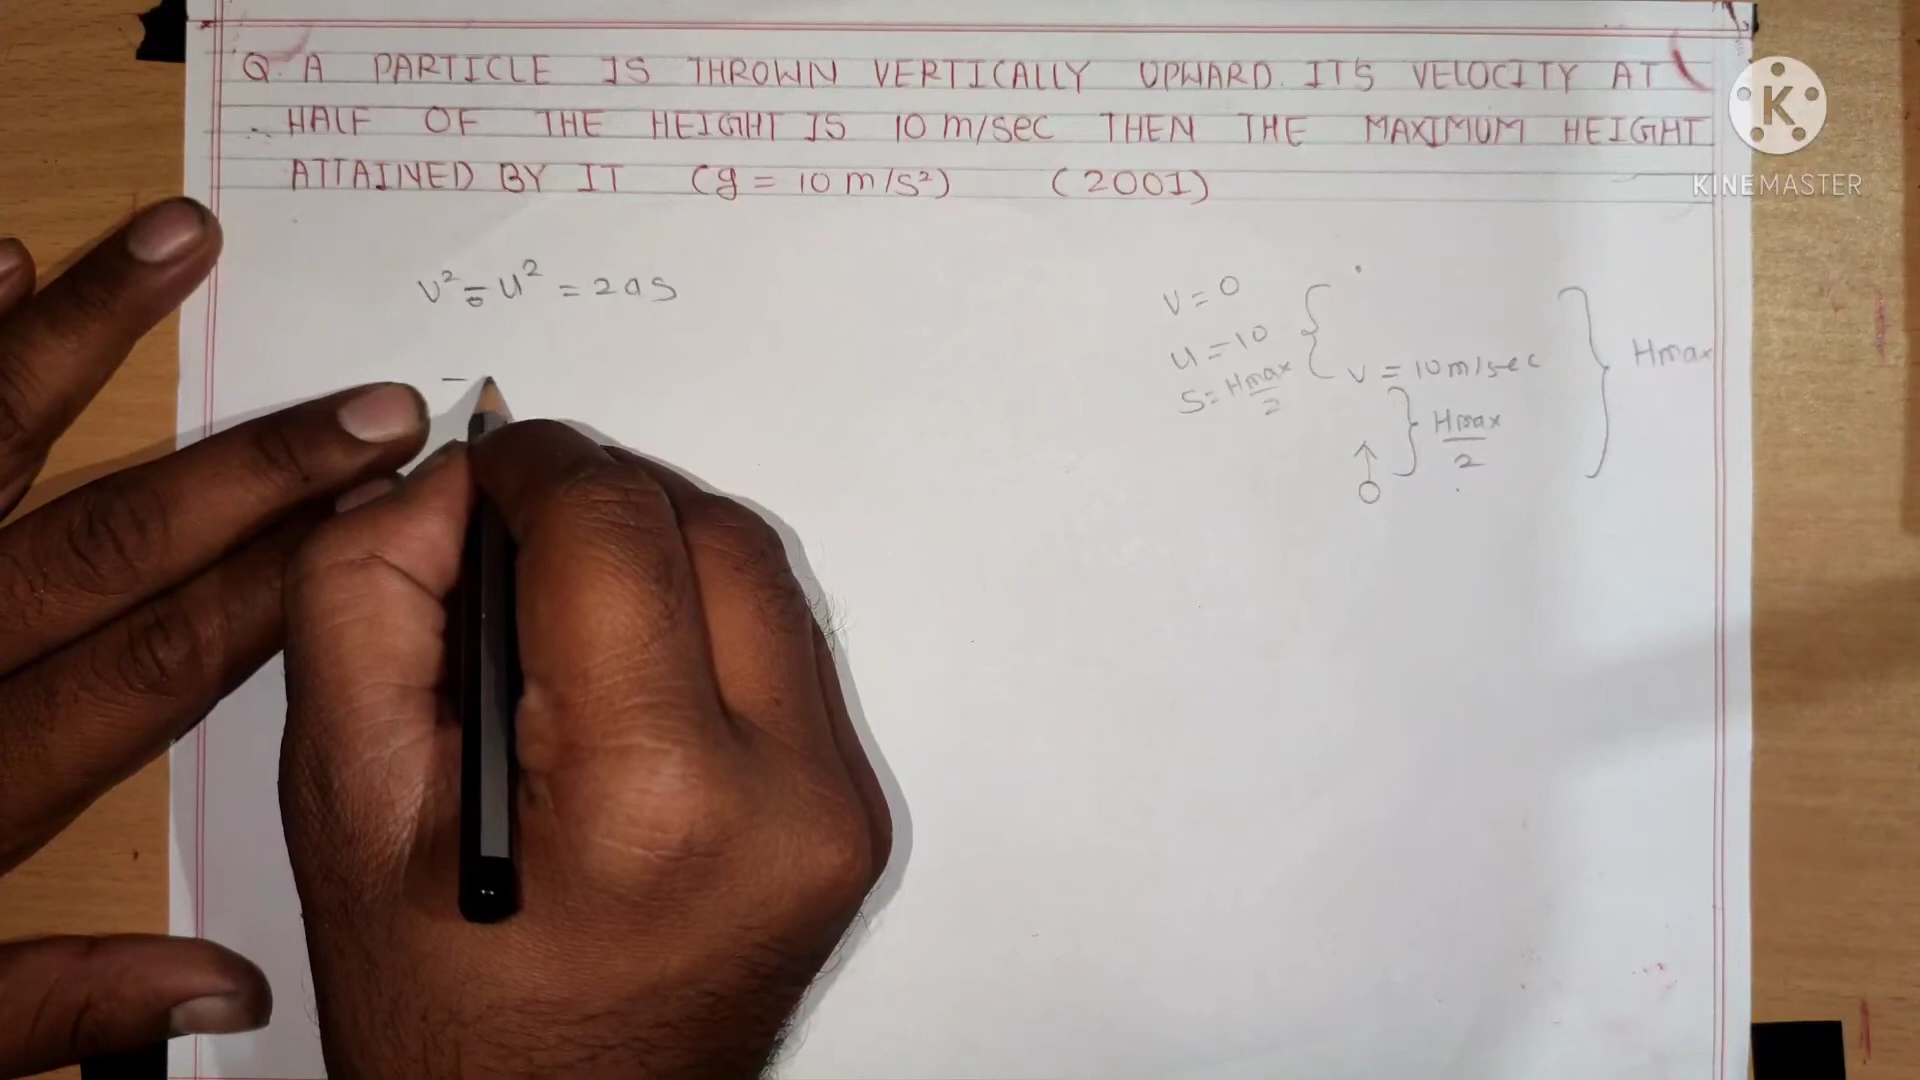 Q. A PARTICLE IS THROWN VERTICALLY UPWARD. IT'S VELOCITY AT
HALF OF THE HEIGHT IS 10 m/sec THEN THE MAXIMUM HEIGHT
ATTAINED BY IT (g = 10 m/s²) (2001)
K
KINEMASTER
v² - u² = 2as
-
v = 0
u = 10
s = Hmax/2
v = 10 m/sec
Hmax/2
Hmax